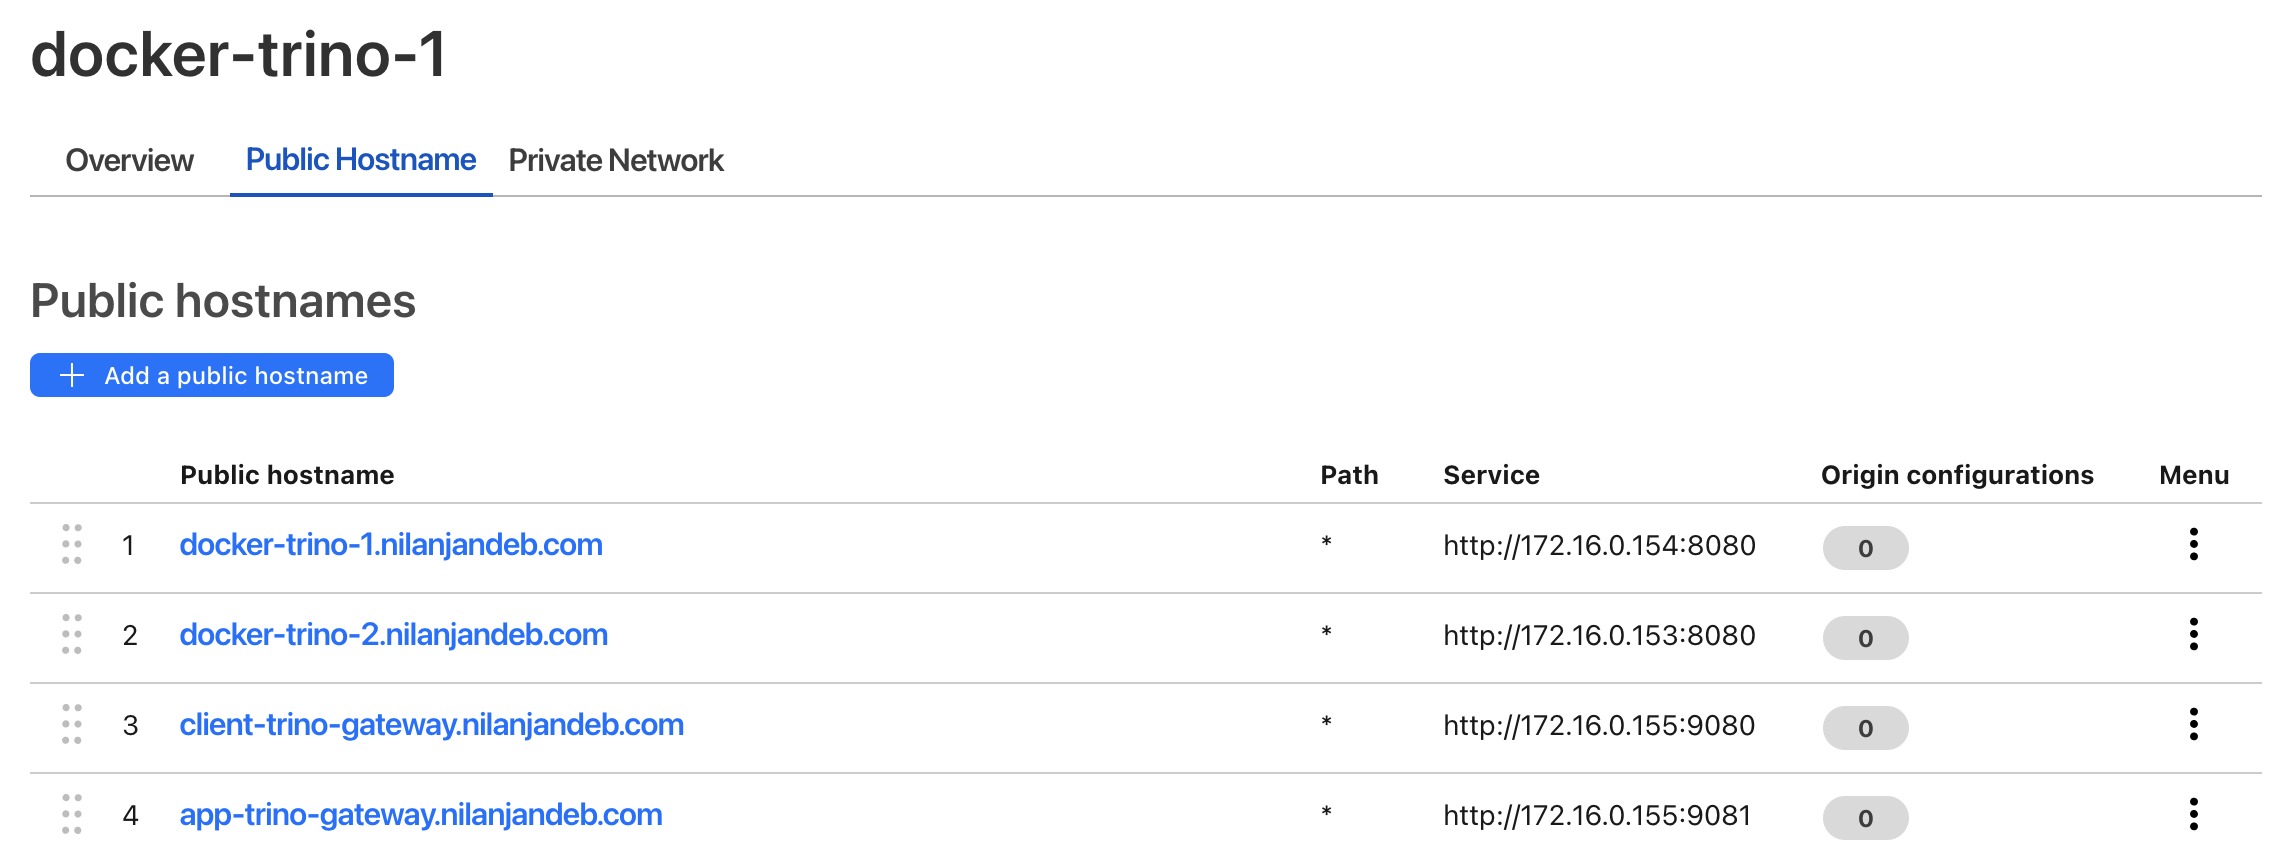 docker-trino-1
Overview Public Hostname Private Network
Public hostnames
+ Add a public hostname
Public hostname Path Service Origin configurations Menu
1 docker-trino-1.nilanjandeb.com * http://172.16.0.154:8080 0
2 docker-trino-2.nilanjandeb.com * http://172.16.0.153:8080 0
3 client-trino-gateway.nilanjandeb.com * http://172.16.0.155:9080 0
4 app-trino-gateway.nilanjandeb.com * http://172.16.0.155:9081 0